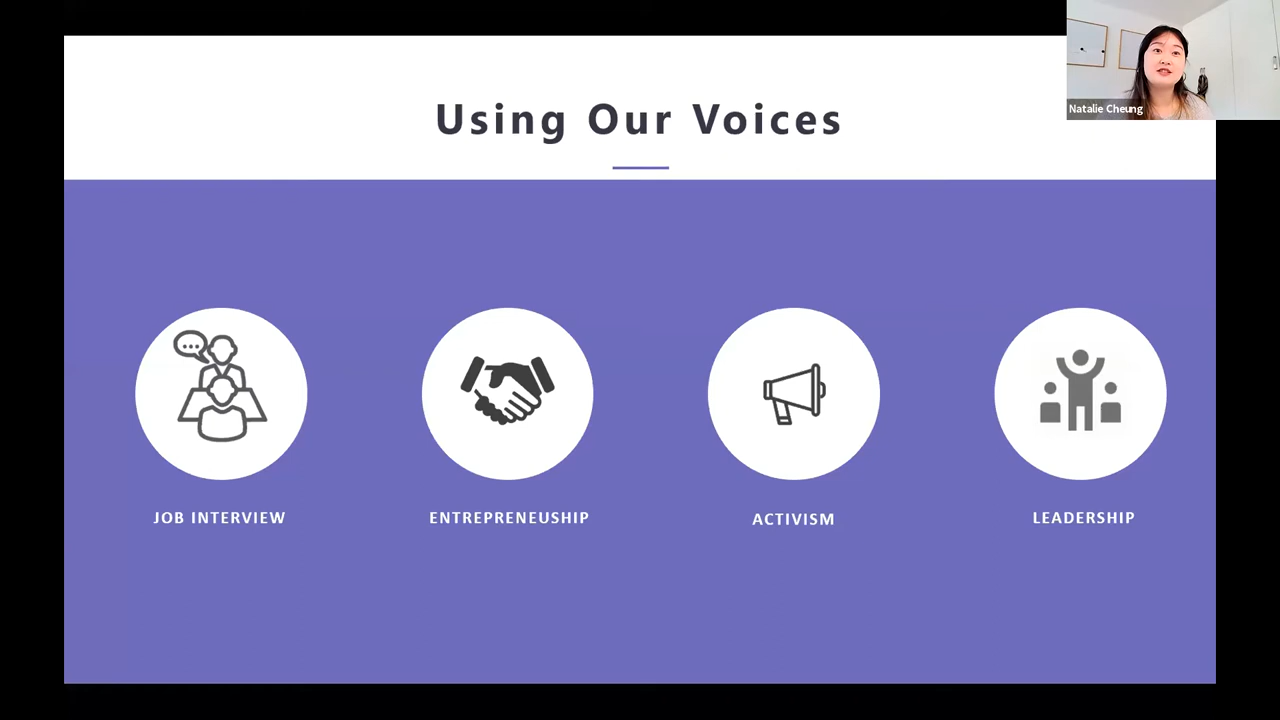 Using Our Voices
Natalie Cheung
JOB INTERVIEW
ENTREPRENEUSHIP
ACTIVISM
LEADERSHIP